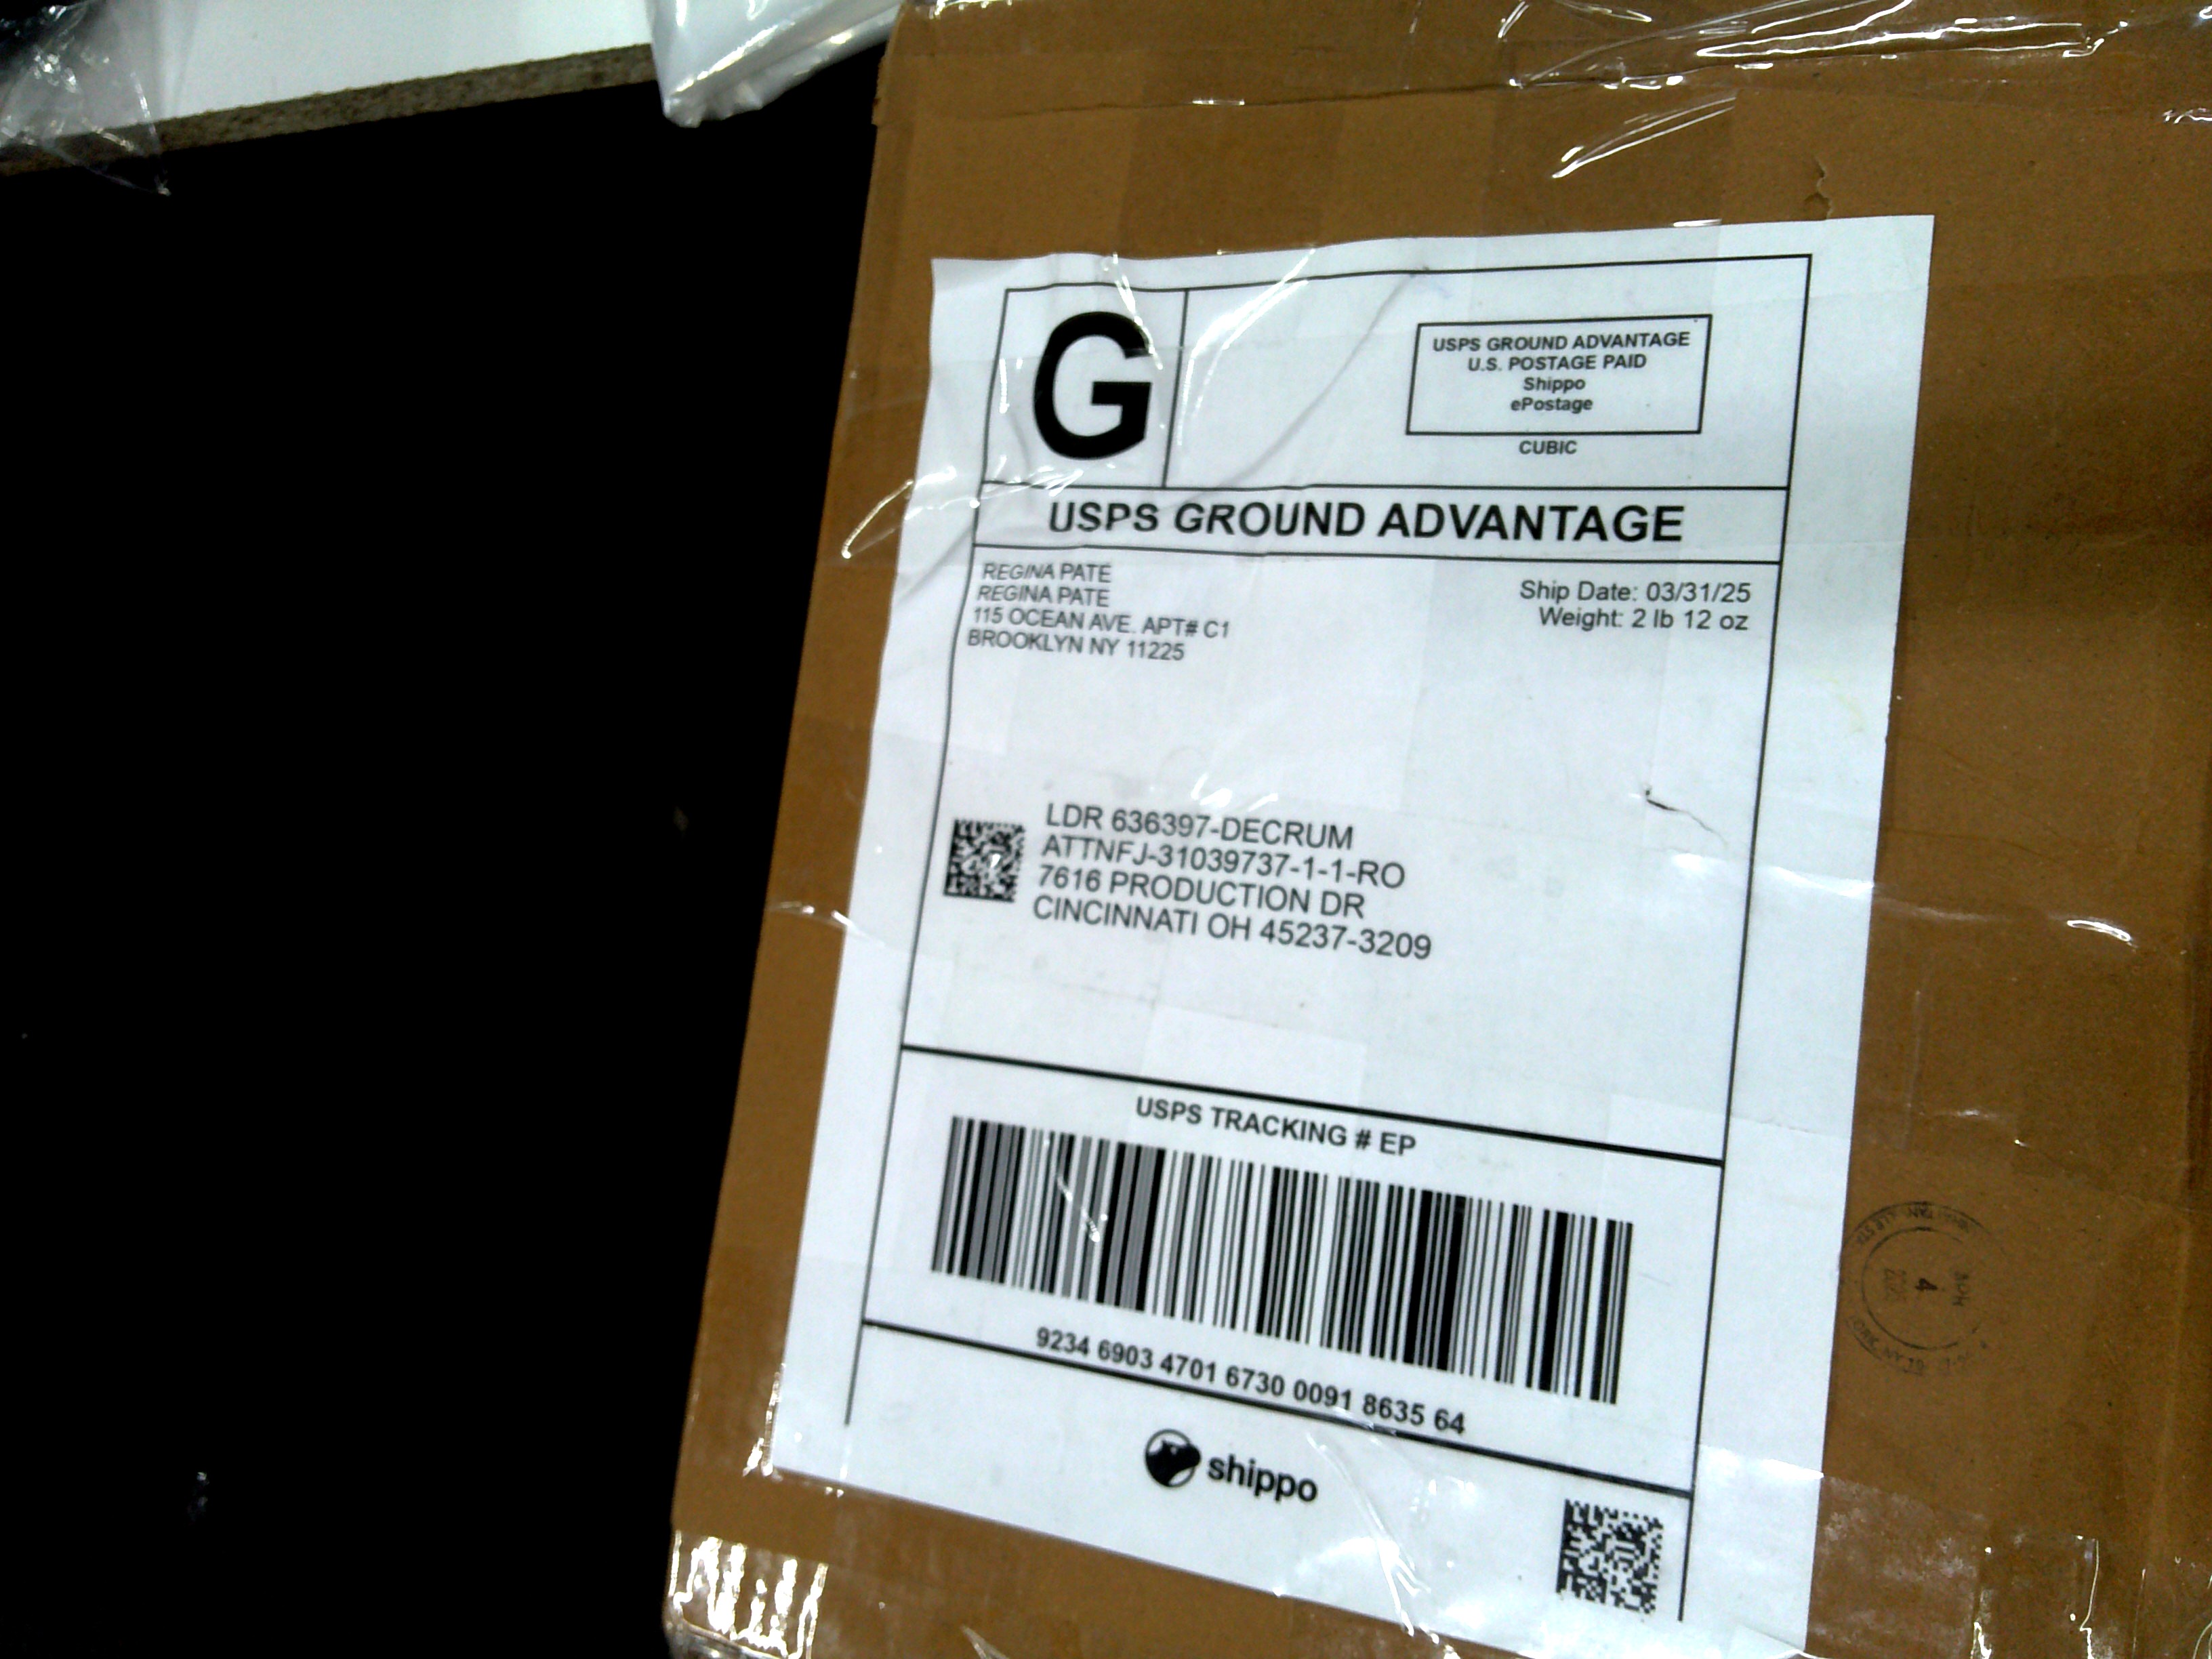 G
USPS GROUND ADVANTAGE
U.S. POSTAGE PAID
Shippo
ePostage
CUBIC
USPS GROUND ADVANTAGE
REGINA PATE
REGINA PATE
115 OCEAN AVE. APT# C1
BROOKLYN NY 11225
Ship Date: 03/31/25
Weight: 2 lb 12 oz
LDR 636397-DECRUM
ATTNFJ-31039737-1-1-RO
7616 PRODUCTION DR
CINCINNATI OH 45237-3209
USPS TRACKING # EP
9234 6903 4701 6730 0091 8635 64
shippo
4